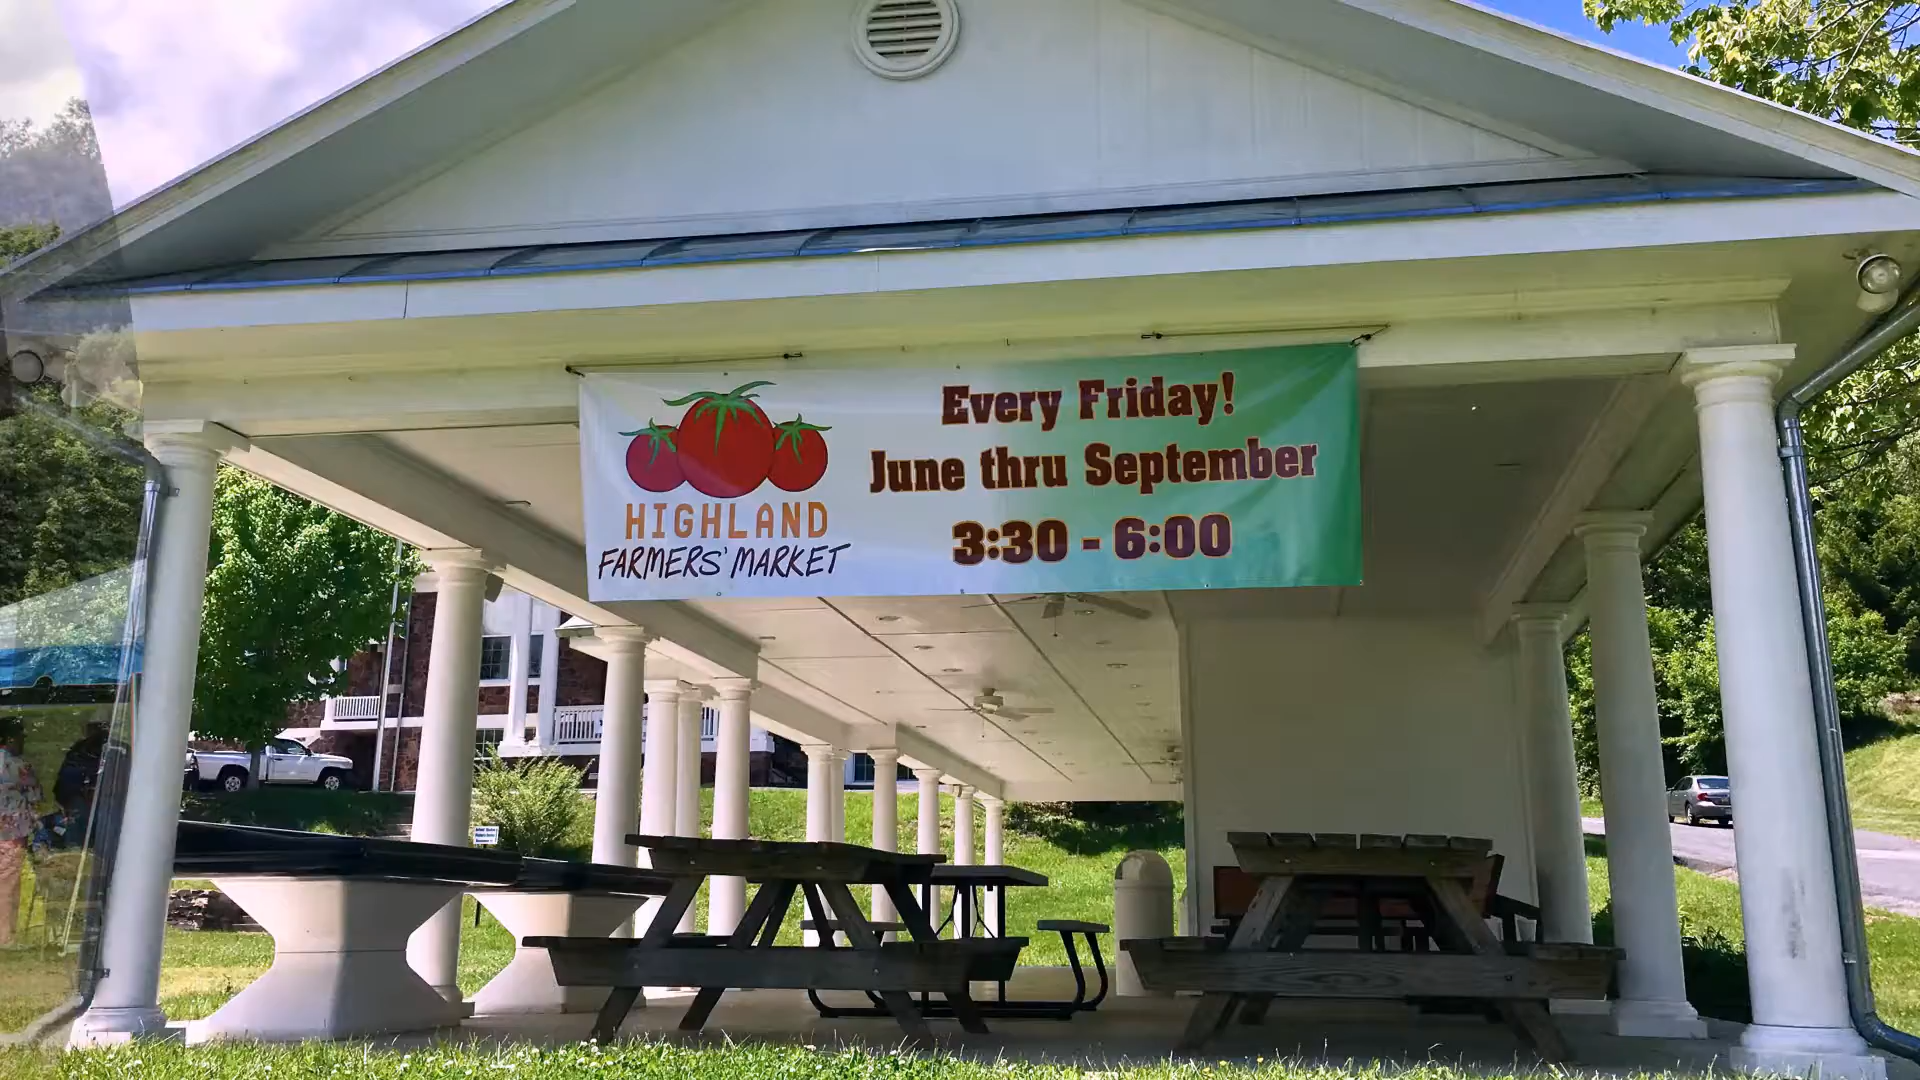 Every Friday!
June thru September
3:30 - 6:00
HIGHLAND
FARMERS' MARKET